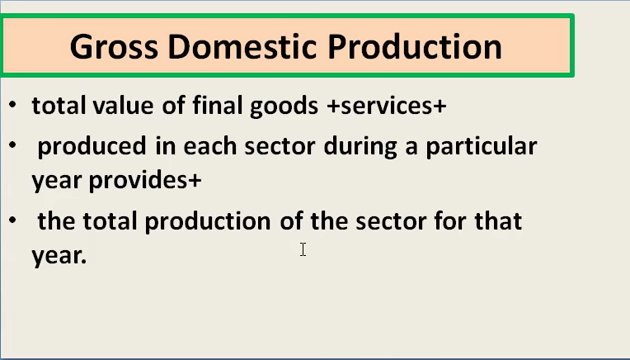 Gross Domestic Production
• total value of final goods +services+
• produced in each sector during a particular
year provides+
• the total production of the sector for that
year.